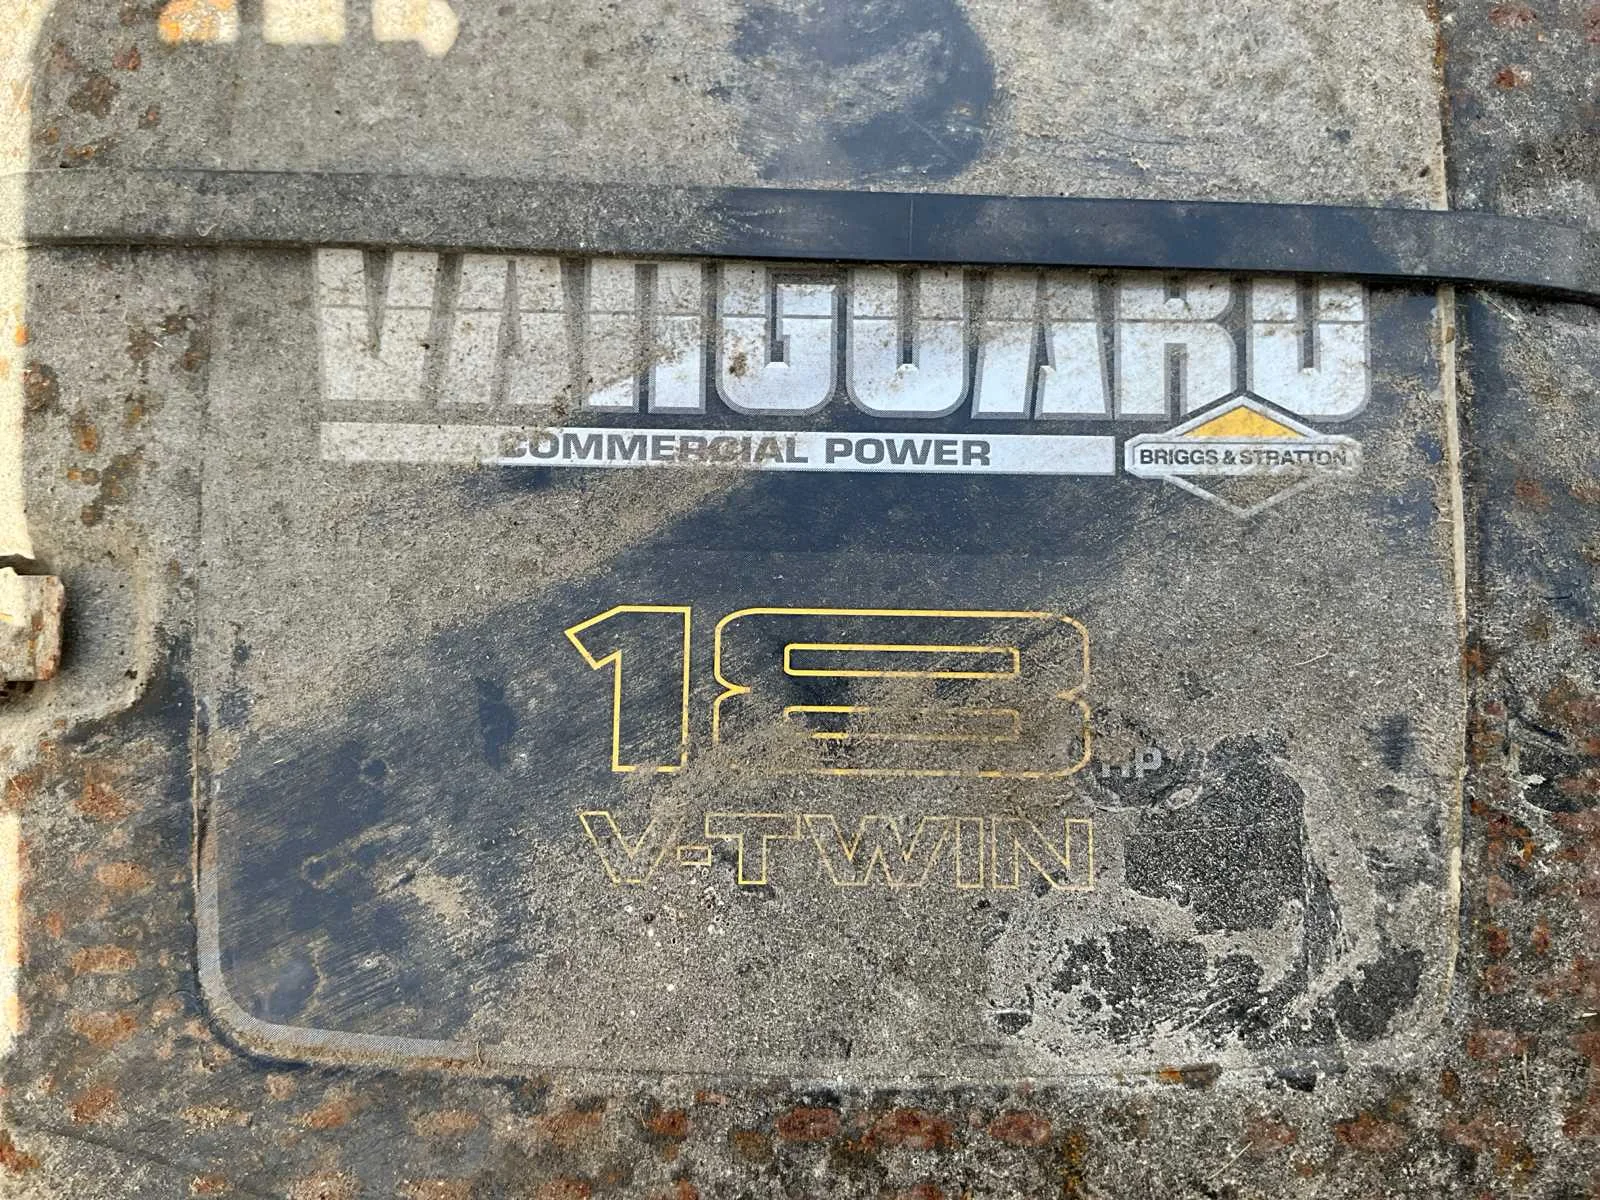 VANGUARD
COMMERCIAL POWER
BRIGGS & STRATTON
18 HP
V-TWIN